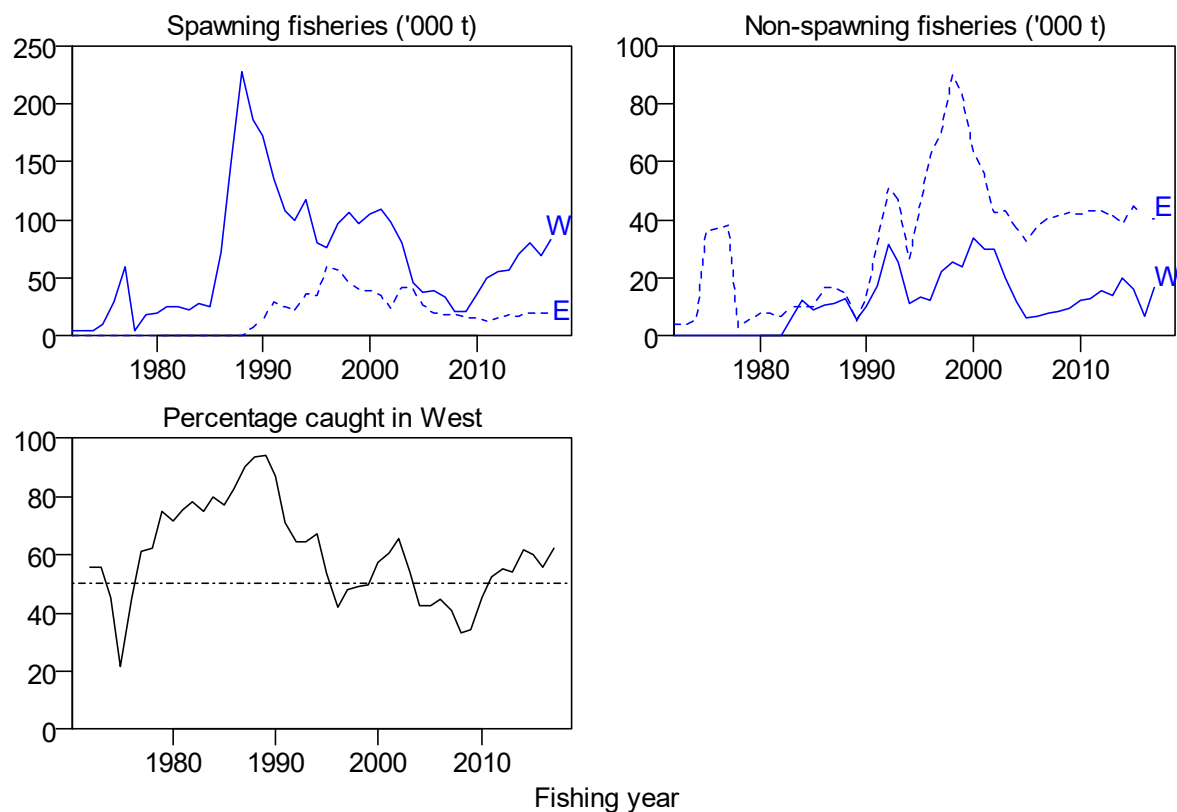 Spawning fisheries ('000 t)
250
200
150
100
50
0
W
E
1980 1990 2000 2010
Non-spawning fisheries ('000 t)
100
80
60
40
20
0
E
W
1980 1990 2000 2010
Percentage caught in West
100
80
60
40
20
0
1980 1990 2000 2010
Fishing year